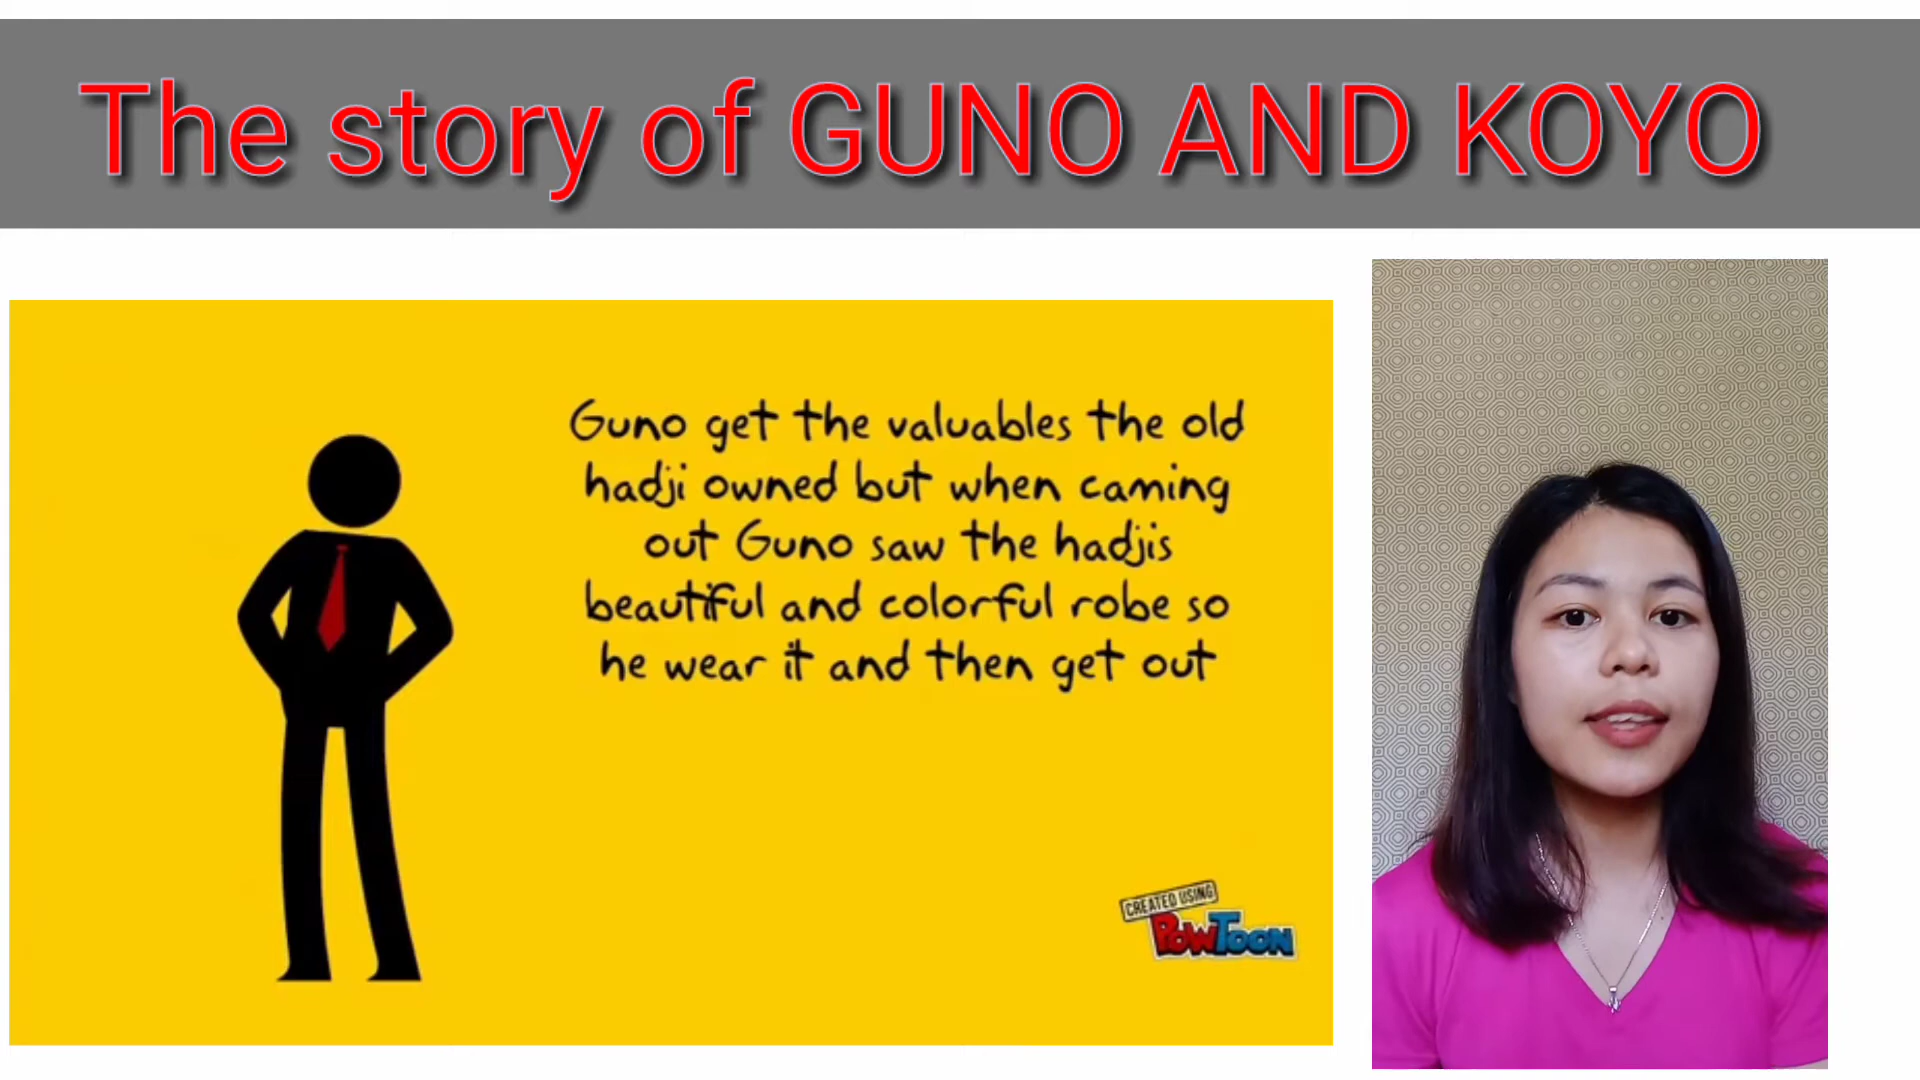 The story of GUNO AND KOYO
Guno get the valuables the old
hadji owned but when caming
out Guno saw the hadjis
beautiful and colorful robe so
he wear it and then get out
CREATED USING
POWTOON